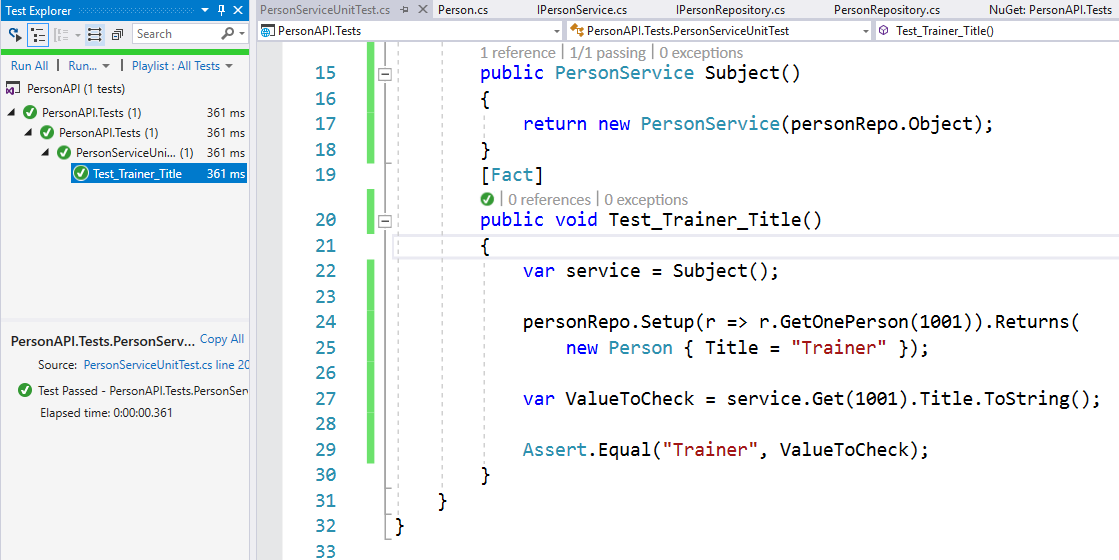 Test Explorer
Search
Run All | Run... | Playlist : All Tests
PersonAPI (1 tests)
PersonAPI.Tests (1) 361 ms
PersonAPI.Tests (1) 361 ms
PersonServiceUni... (1) 361 ms
Test_Trainer_Title 361 ms
PersonAPI.Tests.PersonServ... Copy All
Source: PersonServiceUnitTest.cs line 20
Test Passed - PersonAPI.Tests.PersonServ
Elapsed time: 0:00:00.361
PersonServiceUnitTest.cs Person.cs IPersonService.cs IPersonRepository.cs PersonRepository.cs NuGet: PersonAPI.Tests
PersonAPI.Tests PersonAPI.Tests.PersonServiceUnitTest Test_Trainer_Title()
1 reference | 1/1 passing | 0 exceptions
15 public PersonService Subject()
16 {
17 return new PersonService(personRepo.Object);
18 }
19 [Fact]
| 0 references | 0 exceptions
20 public void Test_Trainer_Title()
21 {
22 var service = Subject();
23
24 personRepo.Setup(r => r.GetOnePerson(1001)).Returns(
25 new Person { Title = "Trainer" });
26
27 var ValueToCheck = service.Get(1001).Title.ToString();
28
29 Assert.Equal("Trainer", ValueToCheck);
30 }
31 }
32 }
33